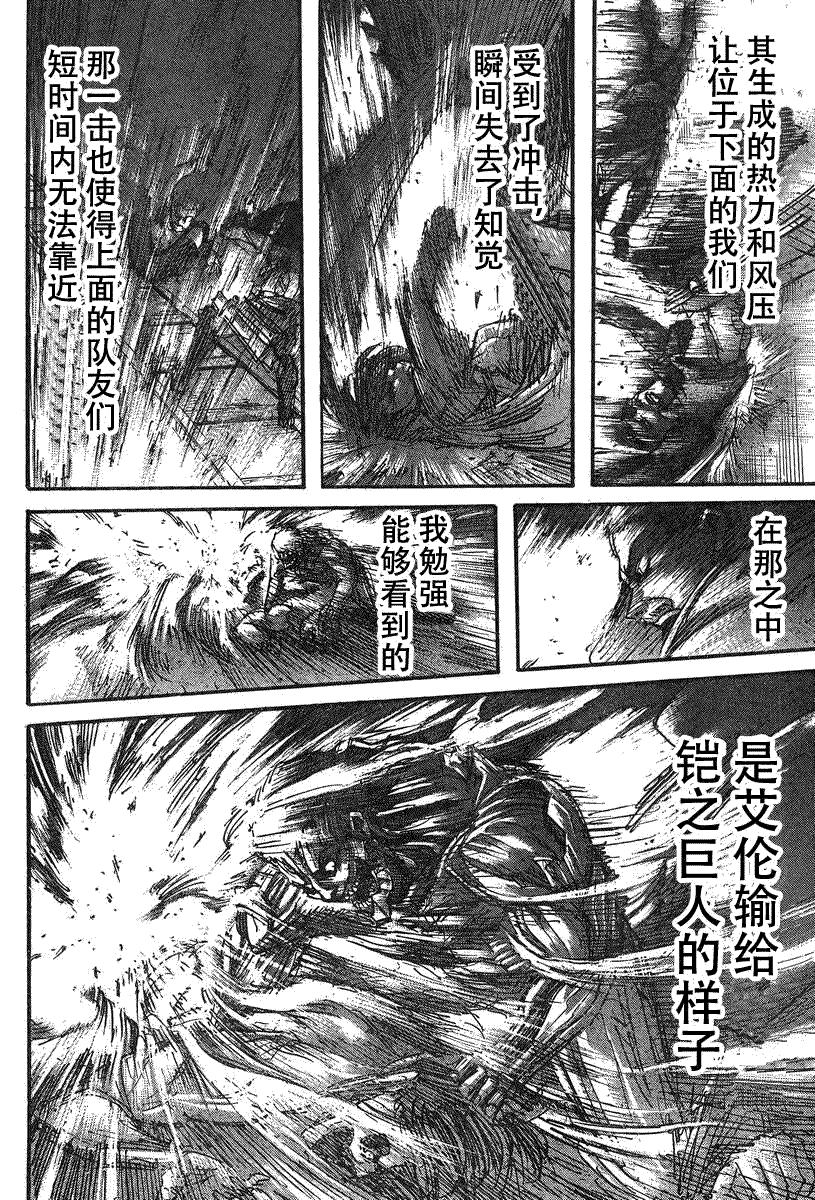 其生成的热力和风压
让位于下面的我们
受到了冲击，
瞬间失去了知觉
那一击也使得上面的队友们
短时间内无法靠近
在那之中
我勉强
能够看到的
是艾伦输给
铠之巨人的样子